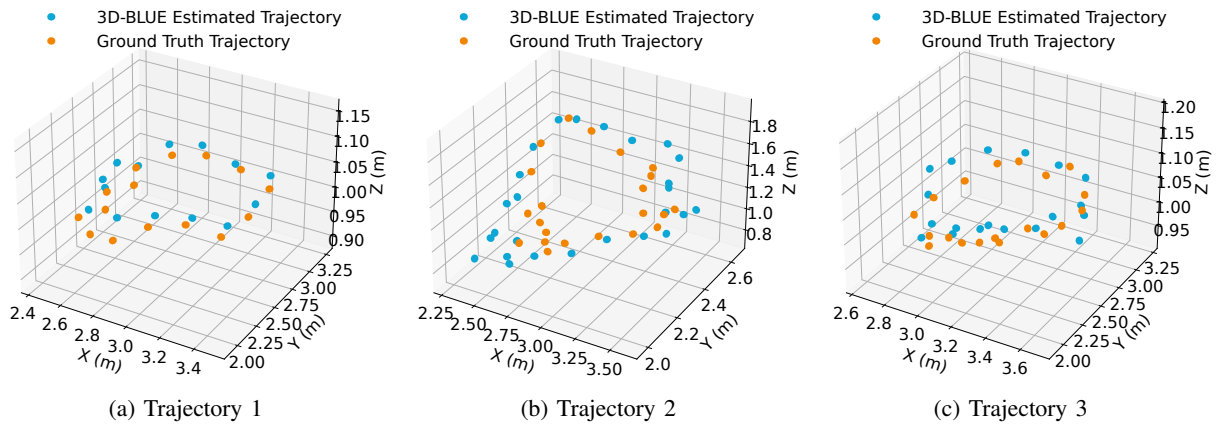 3D-BLUE Estimated Trajectory
Ground Truth Trajectory
1.15
1.10
1.05
1.00
0.95
0.90
Z (m)
3.25
3.00
2.75
2.50
2.25
2.00
Y (m)
2.4
2.6
2.8
3.0
3.2
3.4
X (m)
(a) Trajectory 1
3D-BLUE Estimated Trajectory
Ground Truth Trajectory
1.8
1.6
1.4
1.2
1.0
0.8
Z (m)
2.6
2.4
2.2
2.0
Y (m)
2.25
2.50
2.75
3.00
3.25
3.50
X (m)
(b) Trajectory 2
3D-BLUE Estimated Trajectory
Ground Truth Trajectory
1.20
1.15
1.10
1.05
1.00
0.95
Z (m)
3.25
3.00
2.75
2.50
2.25
2.00
Y (m)
2.6
2.8
3.0
3.2
3.4
3.6
X (m)
(c) Trajectory 3